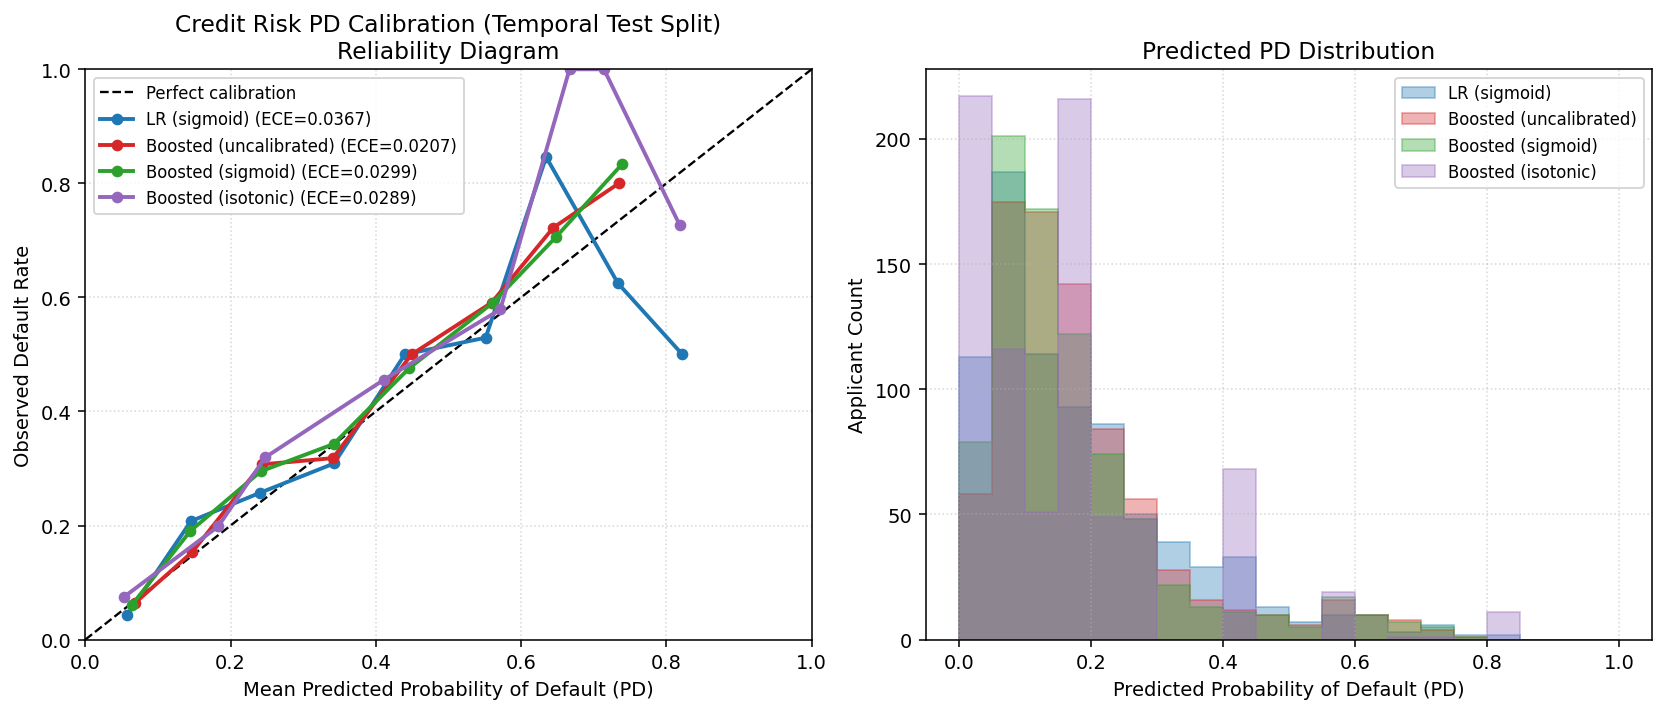 Credit Risk PD Calibration (Temporal Test Split)
Reliability Diagram
Perfect calibration
LR (sigmoid) (ECE=0.0367)
Boosted (uncalibrated) (ECE=0.0207)
Boosted (sigmoid) (ECE=0.0299)
Boosted (isotonic) (ECE=0.0289)
1.0
0.8
0.6
0.4
0.2
0.0
Observed Default Rate
0.0 0.2 0.4 0.6 0.8 1.0
Mean Predicted Probability of Default (PD)
Predicted PD Distribution
LR (sigmoid)
Boosted (uncalibrated)
Boosted (sigmoid)
Boosted (isotonic)
200
150
100
50
0
Applicant Count
0.0 0.2 0.4 0.6 0.8 1.0
Predicted Probability of Default (PD)